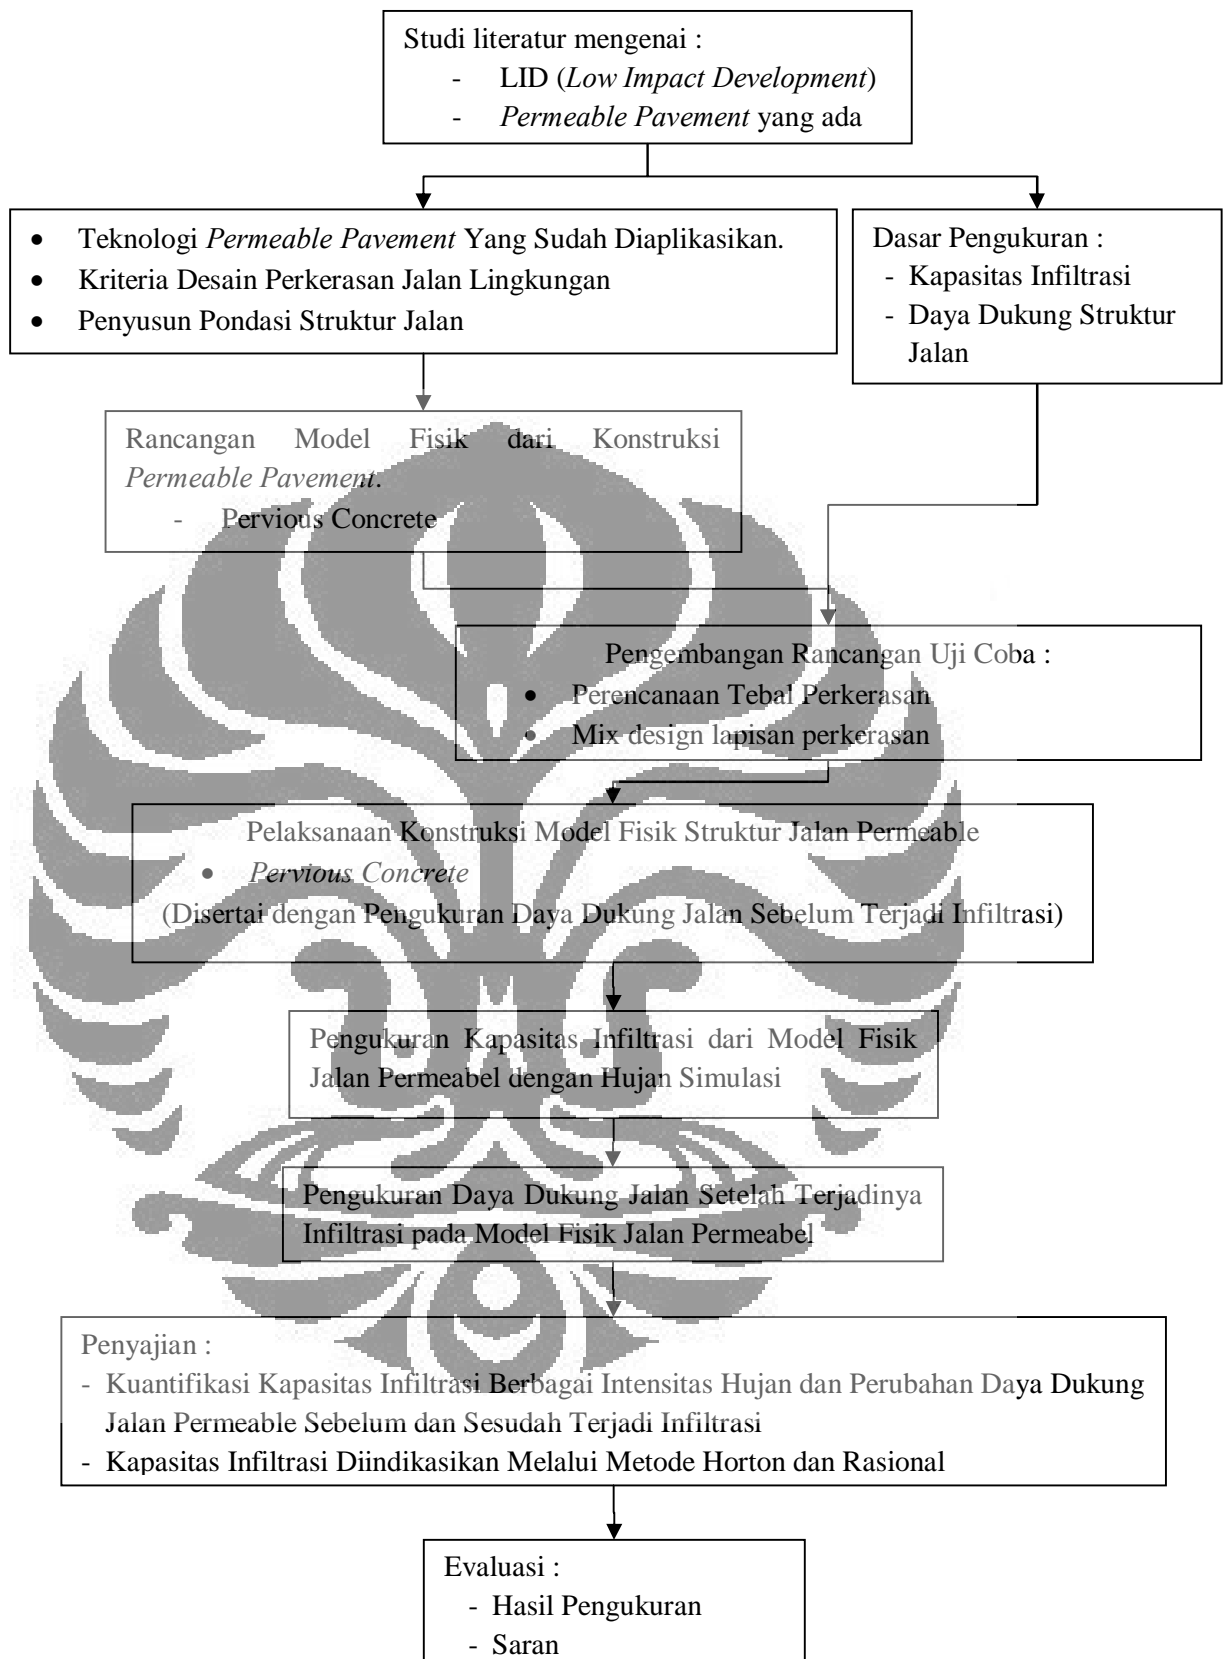 Studi literatur mengenai :
- LID (Low Impact Development)
- Permeable Pavement yang ada
• Teknologi Permeable Pavement Yang Sudah Diaplikasikan.
• Kriteria Desain Perkerasan Jalan Lingkungan
• Penyusun Pondasi Struktur Jalan
Dasar Pengukuran :
- Kapasitas Infiltrasi
- Daya Dukung Struktur
Jalan
Rancangan Model Fisik dari Konstruksi
Permeable Pavement.
- Pervious Concrete
Pengembangan Rancangan Uji Coba :
• Perencanaan Tebal Perkerasan
• Mix design lapisan perkerasan
Pelaksanaan Konstruksi Model Fisik Struktur Jalan Permeable
• Pervious Concrete
(Disertai dengan Pengukuran Daya Dukung Jalan Sebelum Terjadi Infiltrasi)
Pengukuran Kapasitas Infiltrasi dari Model Fisik
Jalan Permeabel dengan Hujan Simulasi
Pengukuran Daya Dukung Jalan Setelah Terjadinya
Infiltrasi pada Model Fisik Jalan Permeabel
Penyajian :
- Kuantifikasi Kapasitas Infiltrasi Berbagai Intensitas Hujan dan Perubahan Daya Dukung
Jalan Permeable Sebelum dan Sesudah Terjadi Infiltrasi
- Kapasitas Infiltrasi Diindikasikan Melalui Metode Horton dan Rasional
Evaluasi :
- Hasil Pengukuran
- Saran